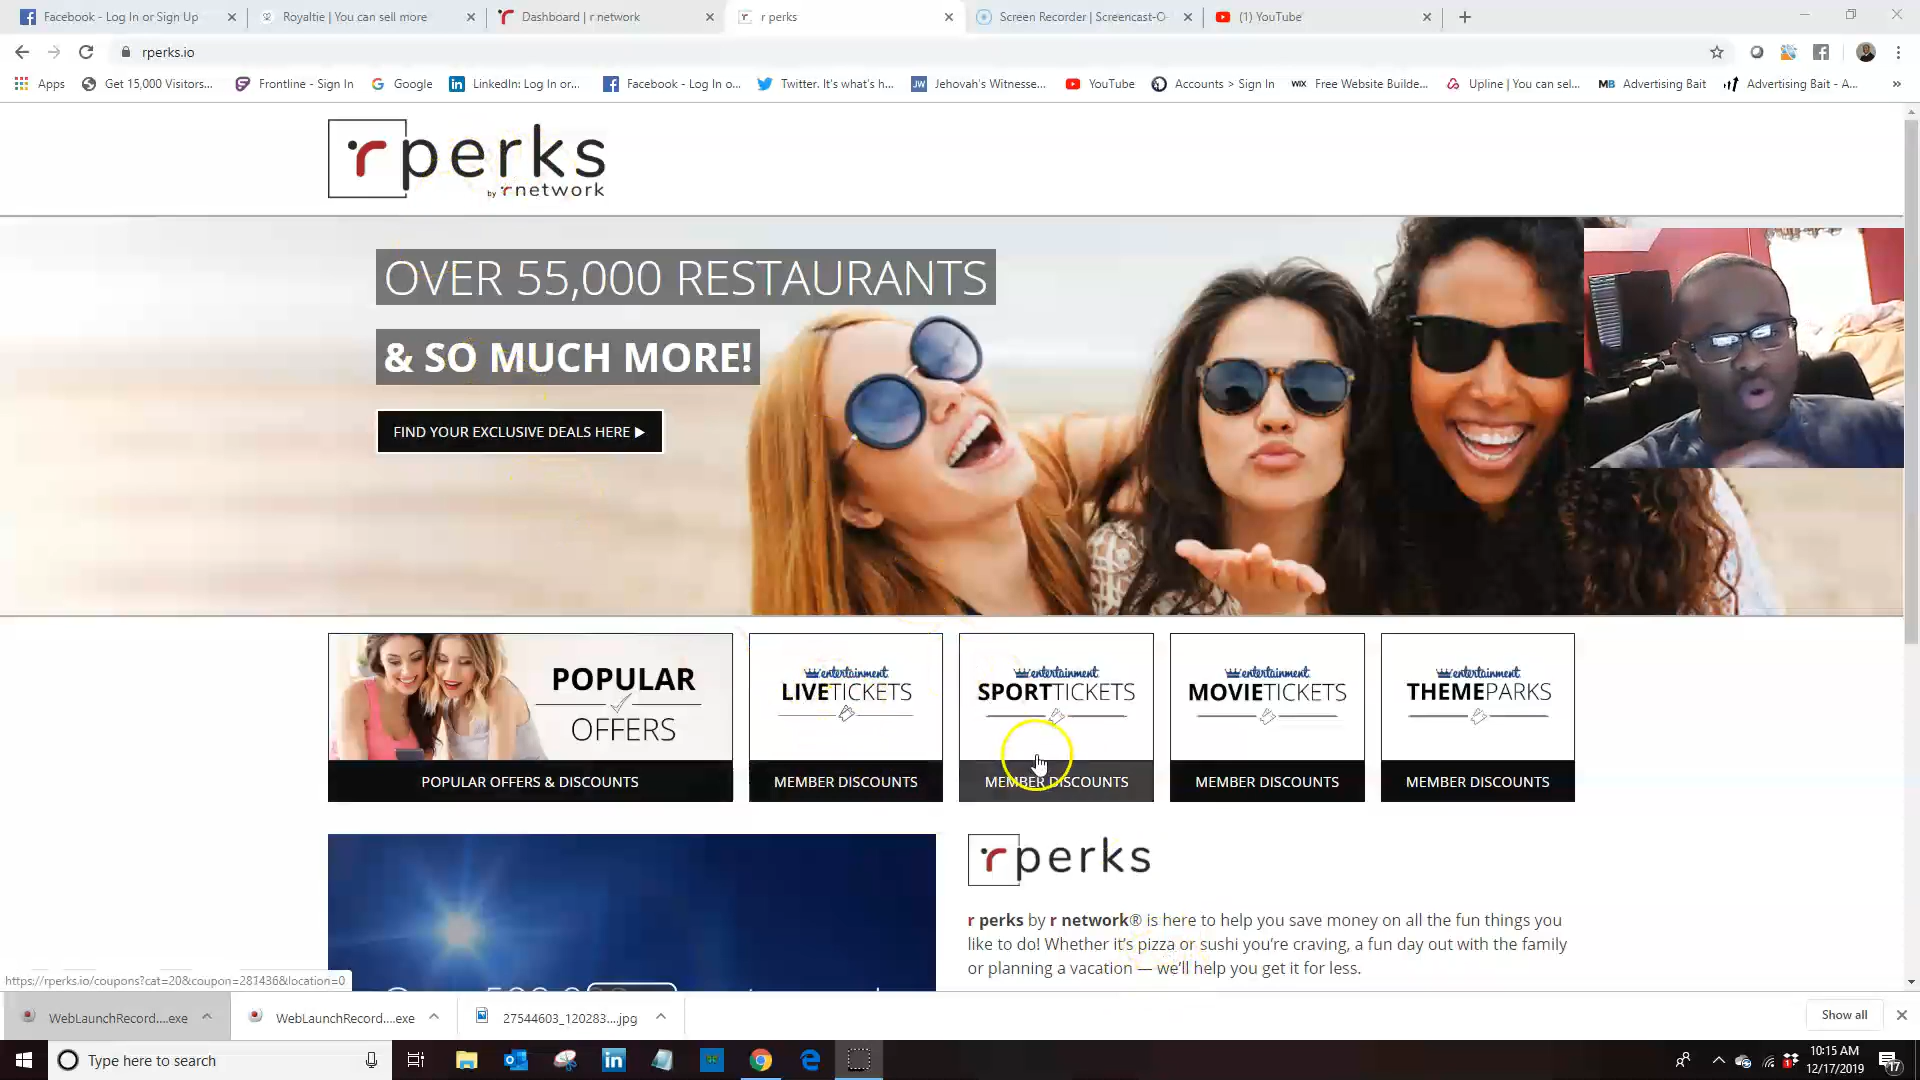 Facebook - Log In or Sign Up
Royaltie | You can sell more
Dashboard | r network
r perks
Screen Recorder | Screencast-O-
(1) YouTube
rperks.io
Apps
Get 15,000 Visitors...
Frontline - Sign In
Google
LinkedIn: Log In or...
Facebook - Log In o...
Twitter. It's what's h...
JW
Jehovah's Witnesse...
YouTube
Accounts > Sign In
WIX
Free Website Builde...
Upline | You can sel...
MB
Advertising Bait
Advertising Bait - A...
»
rperks
by rnetwork
OVER 55,000 RESTAURANTS
& SO MUCH MORE!
FIND YOUR EXCLUSIVE DEALS HERE
POPULAR
OFFERS
POPULAR OFFERS & DISCOUNTS
entertainment
LIVETICKETS
MEMBER DISCOUNTS
entertainment
SPORTTICKETS
MEMBER DISCOUNTS
entertainment
MOVIETICKETS
MEMBER DISCOUNTS
entertainment
THEMEPARKS
MEMBER DISCOUNTS
rperks
r perks by r network® is here to help you save money on all the fun things you
like to do! Whether it's pizza or sushi you're craving, a fun day out with the family
or planning a vacation — we'll help you get it for less.
https://rperks.io/coupons?cat=20&coupon=281436&location=0
WebLaunchRecord....exe
WebLaunchRecord....exe
27544603_120283....jpg
Show all
Type here to search
10:15 AM
12/17/2019
17